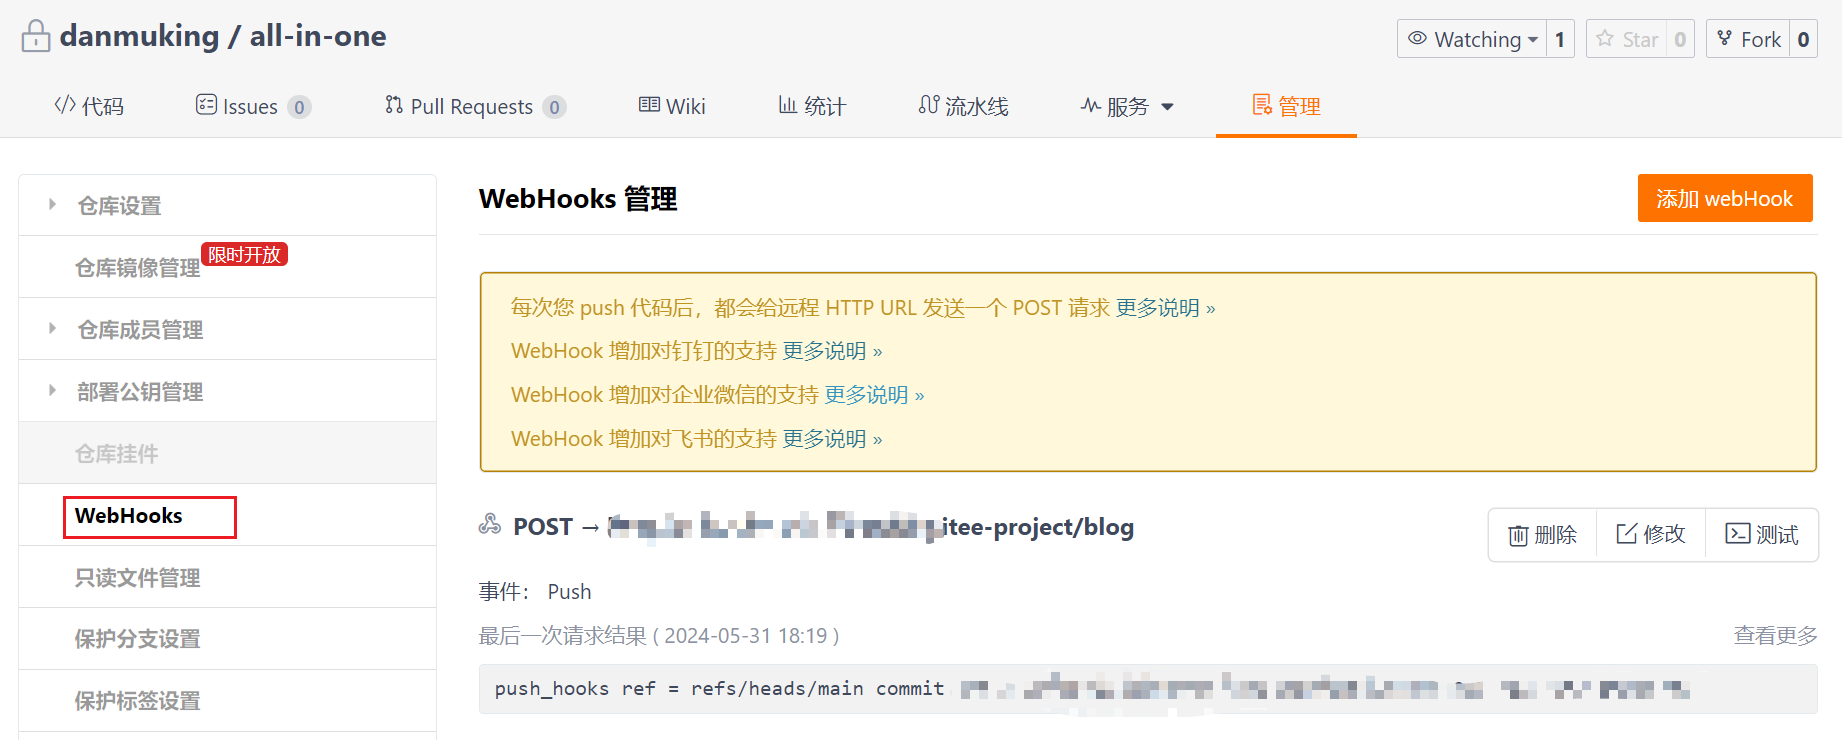 danmuking / all-in-one
Watching 1 Star 0 Fork 0
代码 Issues 0 Pull Requests 0 Wiki 统计 流水线 服务 管理
仓库设置
仓库镜像管理 限时开放
仓库成员管理
部署公钥管理
仓库挂件
WebHooks
只读文件管理
保护分支设置
保护标签设置
WebHooks 管理
添加 webHook
每次您 push 代码后，都会给远程 HTTP URL 发送一个 POST 请求 更多说明 »
WebHook 增加对钉钉的支持 更多说明 »
WebHook 增加对企业微信的支持 更多说明 »
WebHook 增加对飞书的支持 更多说明 »
POST → itee-project/blog
删除 修改 测试
事件： Push
最后一次请求结果 ( 2024-05-31 18:19 )
查看更多
push_hooks ref = refs/heads/main commit